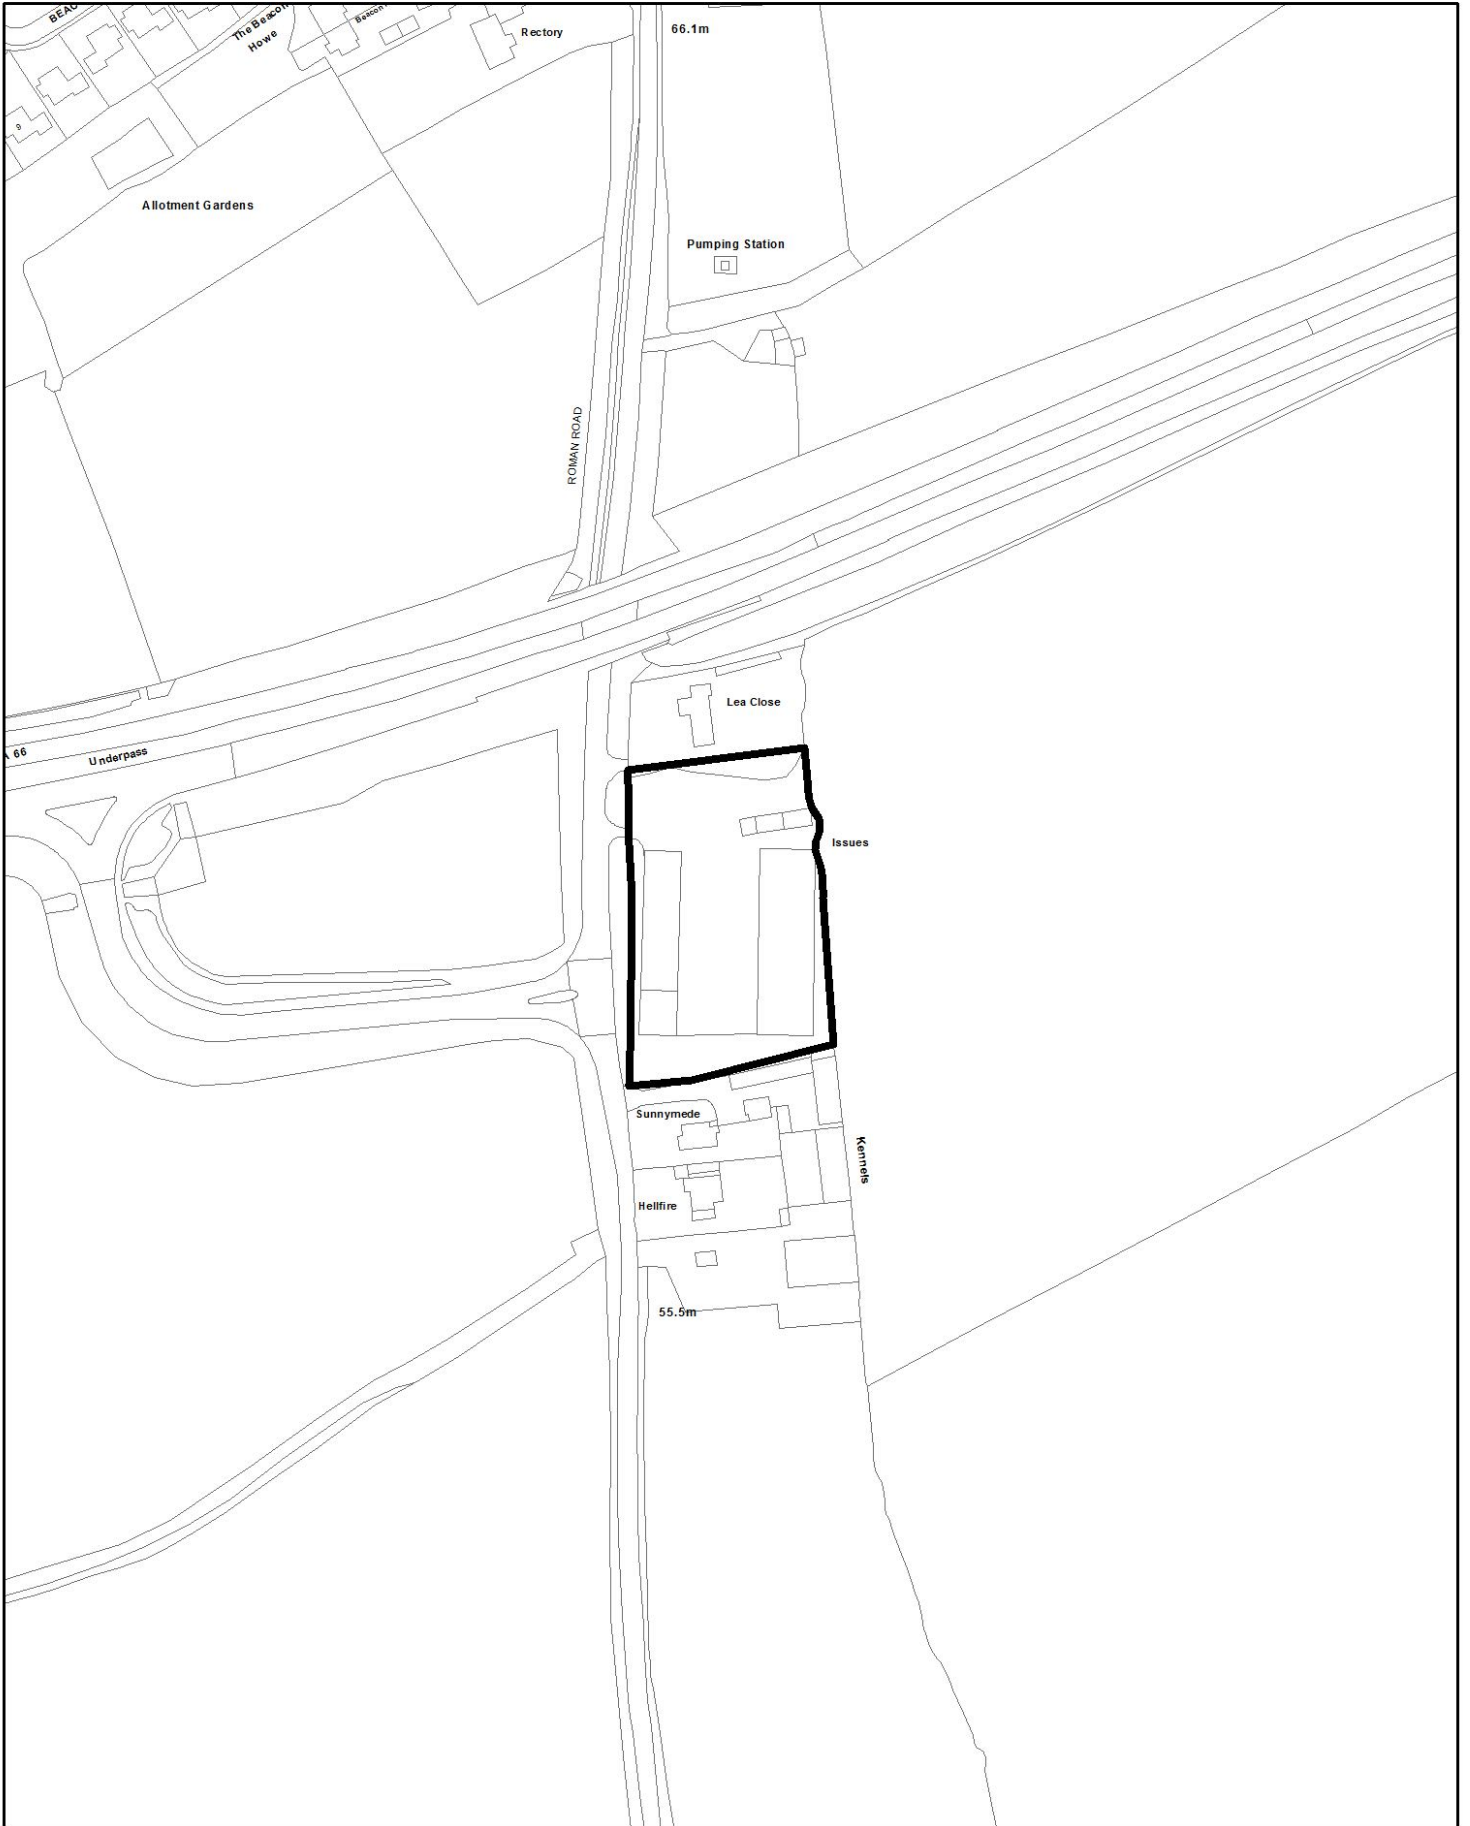 BEAC
The Beacon
Howe
Beacon
Rectory
66.1m
9
Allotment Gardens
Pumping Station
ROMAN ROAD
Lea Close
A 66
Underpass
Issues
Sunnymede
Kennels
Hellfire
55.5m